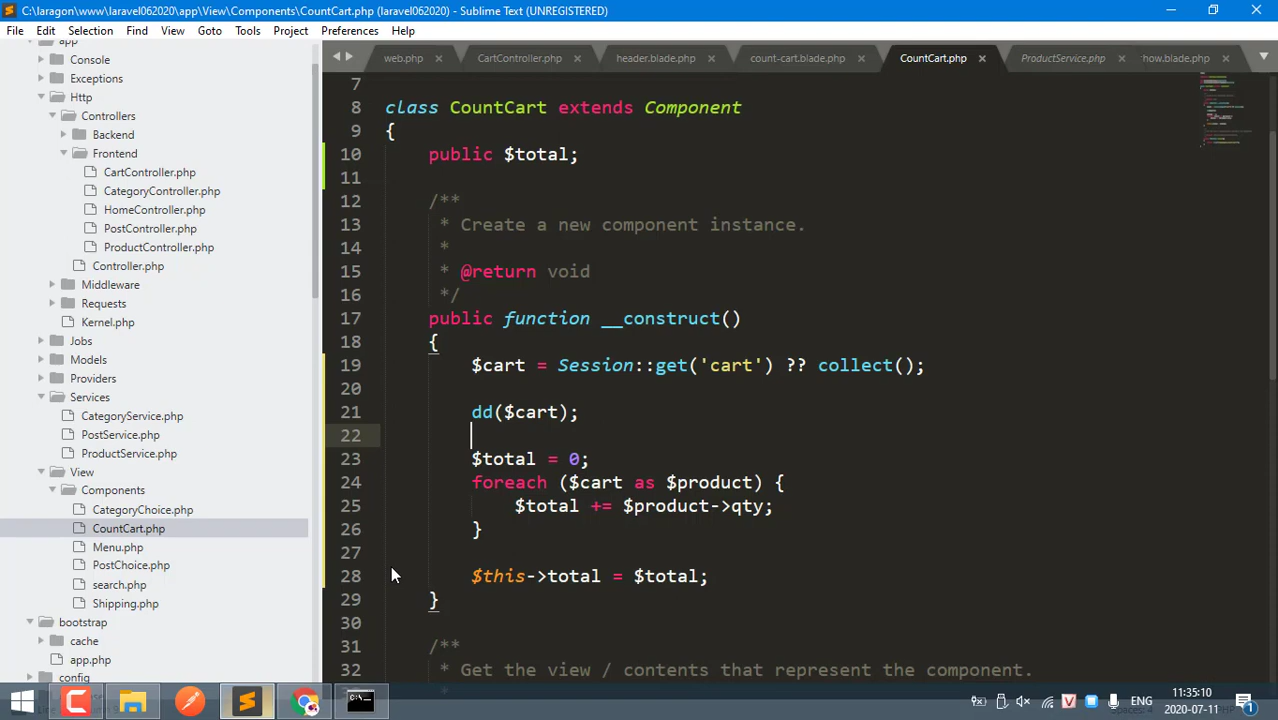 C:\laragon\www\laravel062020\app\View\Components\CountCart.php (laravel062020) - Sublime Text (UNREGISTERED)
File Edit Selection Find View Goto Tools Project Preferences Help
app
Console
Exceptions
Http
Controllers
Backend
Frontend
CartController.php
CategoryController.php
HomeController.php
PostController.php
ProductController.php
Controller.php
Middleware
Requests
Kernel.php
Jobs
Models
Providers
Services
CategoryService.php
PostService.php
ProductService.php
View
Components
CategoryChoice.php
CountCart.php
Menu.php
PostChoice.php
search.php
Shipping.php
bootstrap
cache
app.php
config
web.php CartController.php header.blade.php count-cart.blade.php CountCart.php ProductService.php how.blade.php
7
8 class CountCart extends Component
9 {
10 public $total;
11
12 /**
13 * Create a new component instance.
14 *
15 * @return void
16 */
17 public function __construct()
18 {
19 $cart = Session::get('cart') ?? collect();
20
21 dd($cart);
22
23 $total = 0;
24 foreach ($cart as $product) {
25 $total += $product->qty;
26 }
27
28 $this->total = $total;
29 }
30
31 /**
32 * Get the view / contents that represent the component.
ENG
11:35:10
2020-07-11